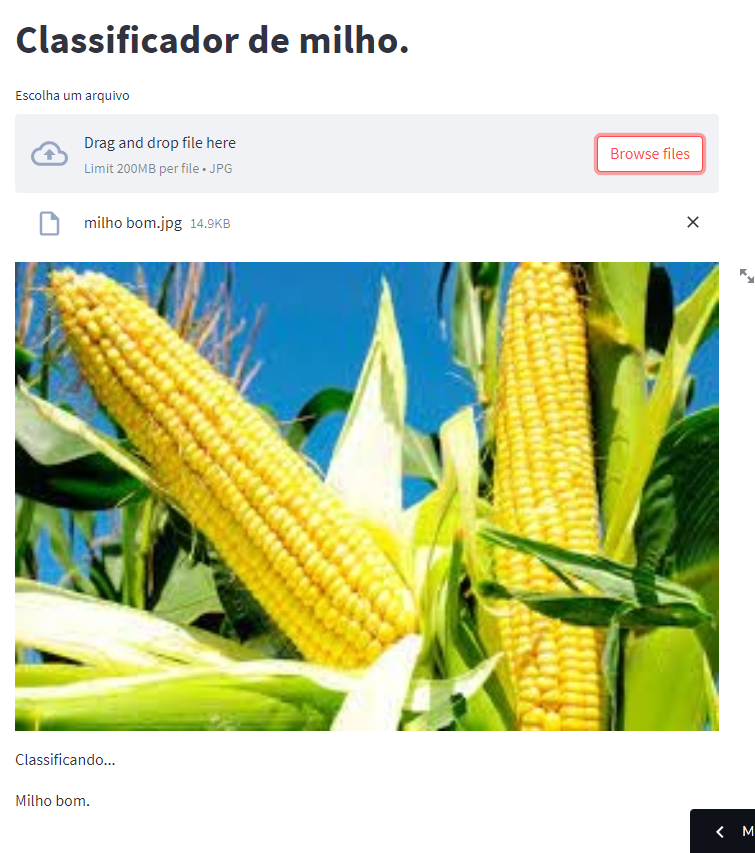 Classificador de milho.
Escolha um arquivo
Drag and drop file here
Browse files
Limit 200MB per file • JPG
milho bom.jpg 14.9KB
Classificando...
Milho bom.
M